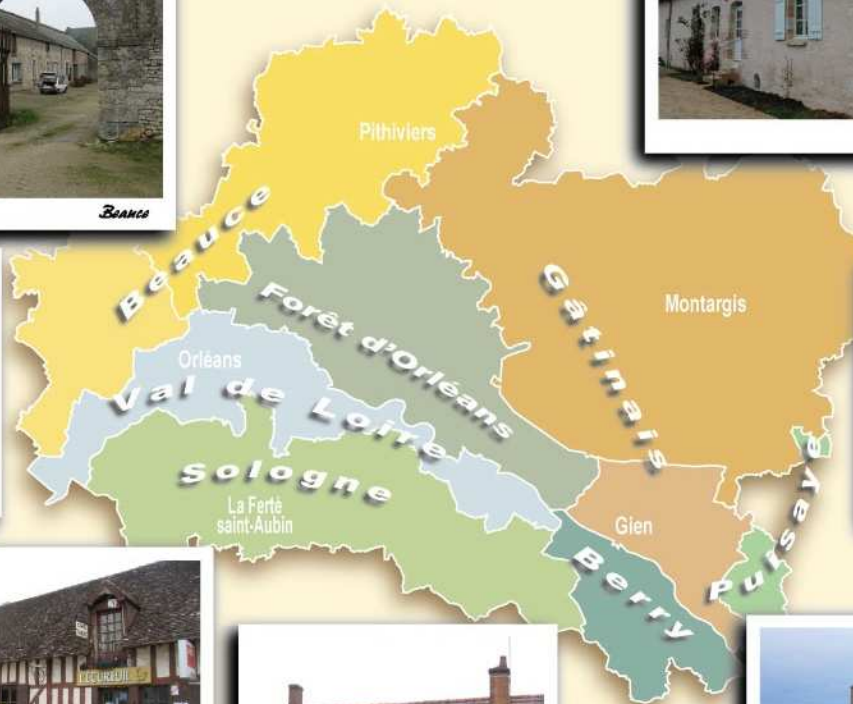 Beauce
Pithiviers
Beauce
Forêt d'Orléans
Gâtinais
Montargis
Orléans
Val de Loire
Sologne
La Ferté
saint-Aubin
Gien
Puisaye
Berry
L'ECUREUIL